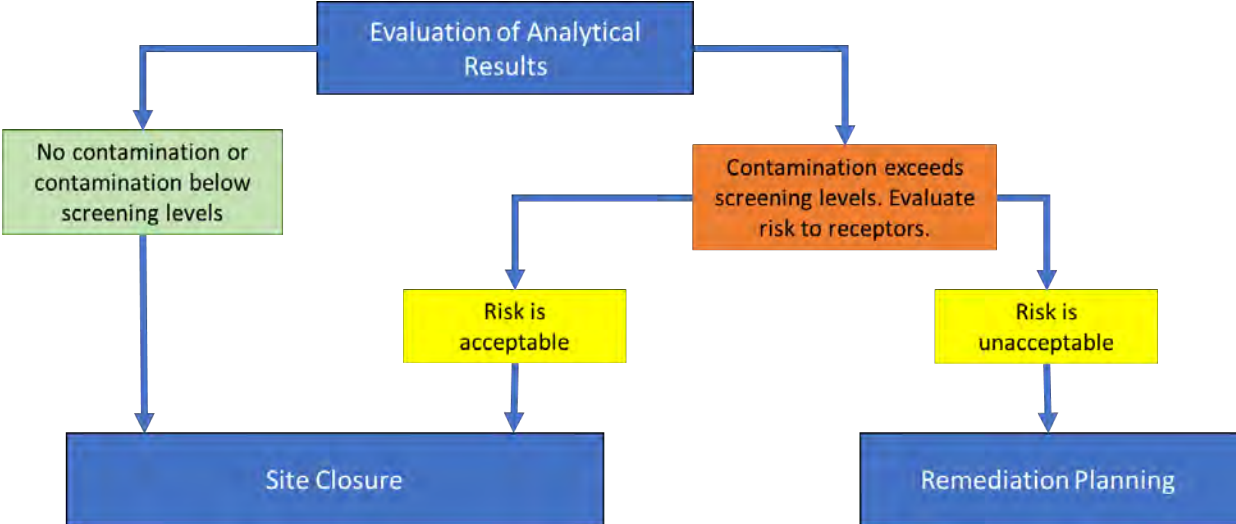 Evaluation of Analytical
Results
No contamination or
contamination below
screening levels
Contamination exceeds
screening levels. Evaluate
risk to receptors.
Risk is
acceptable
Risk is
unacceptable
Site Closure
Remediation Planning